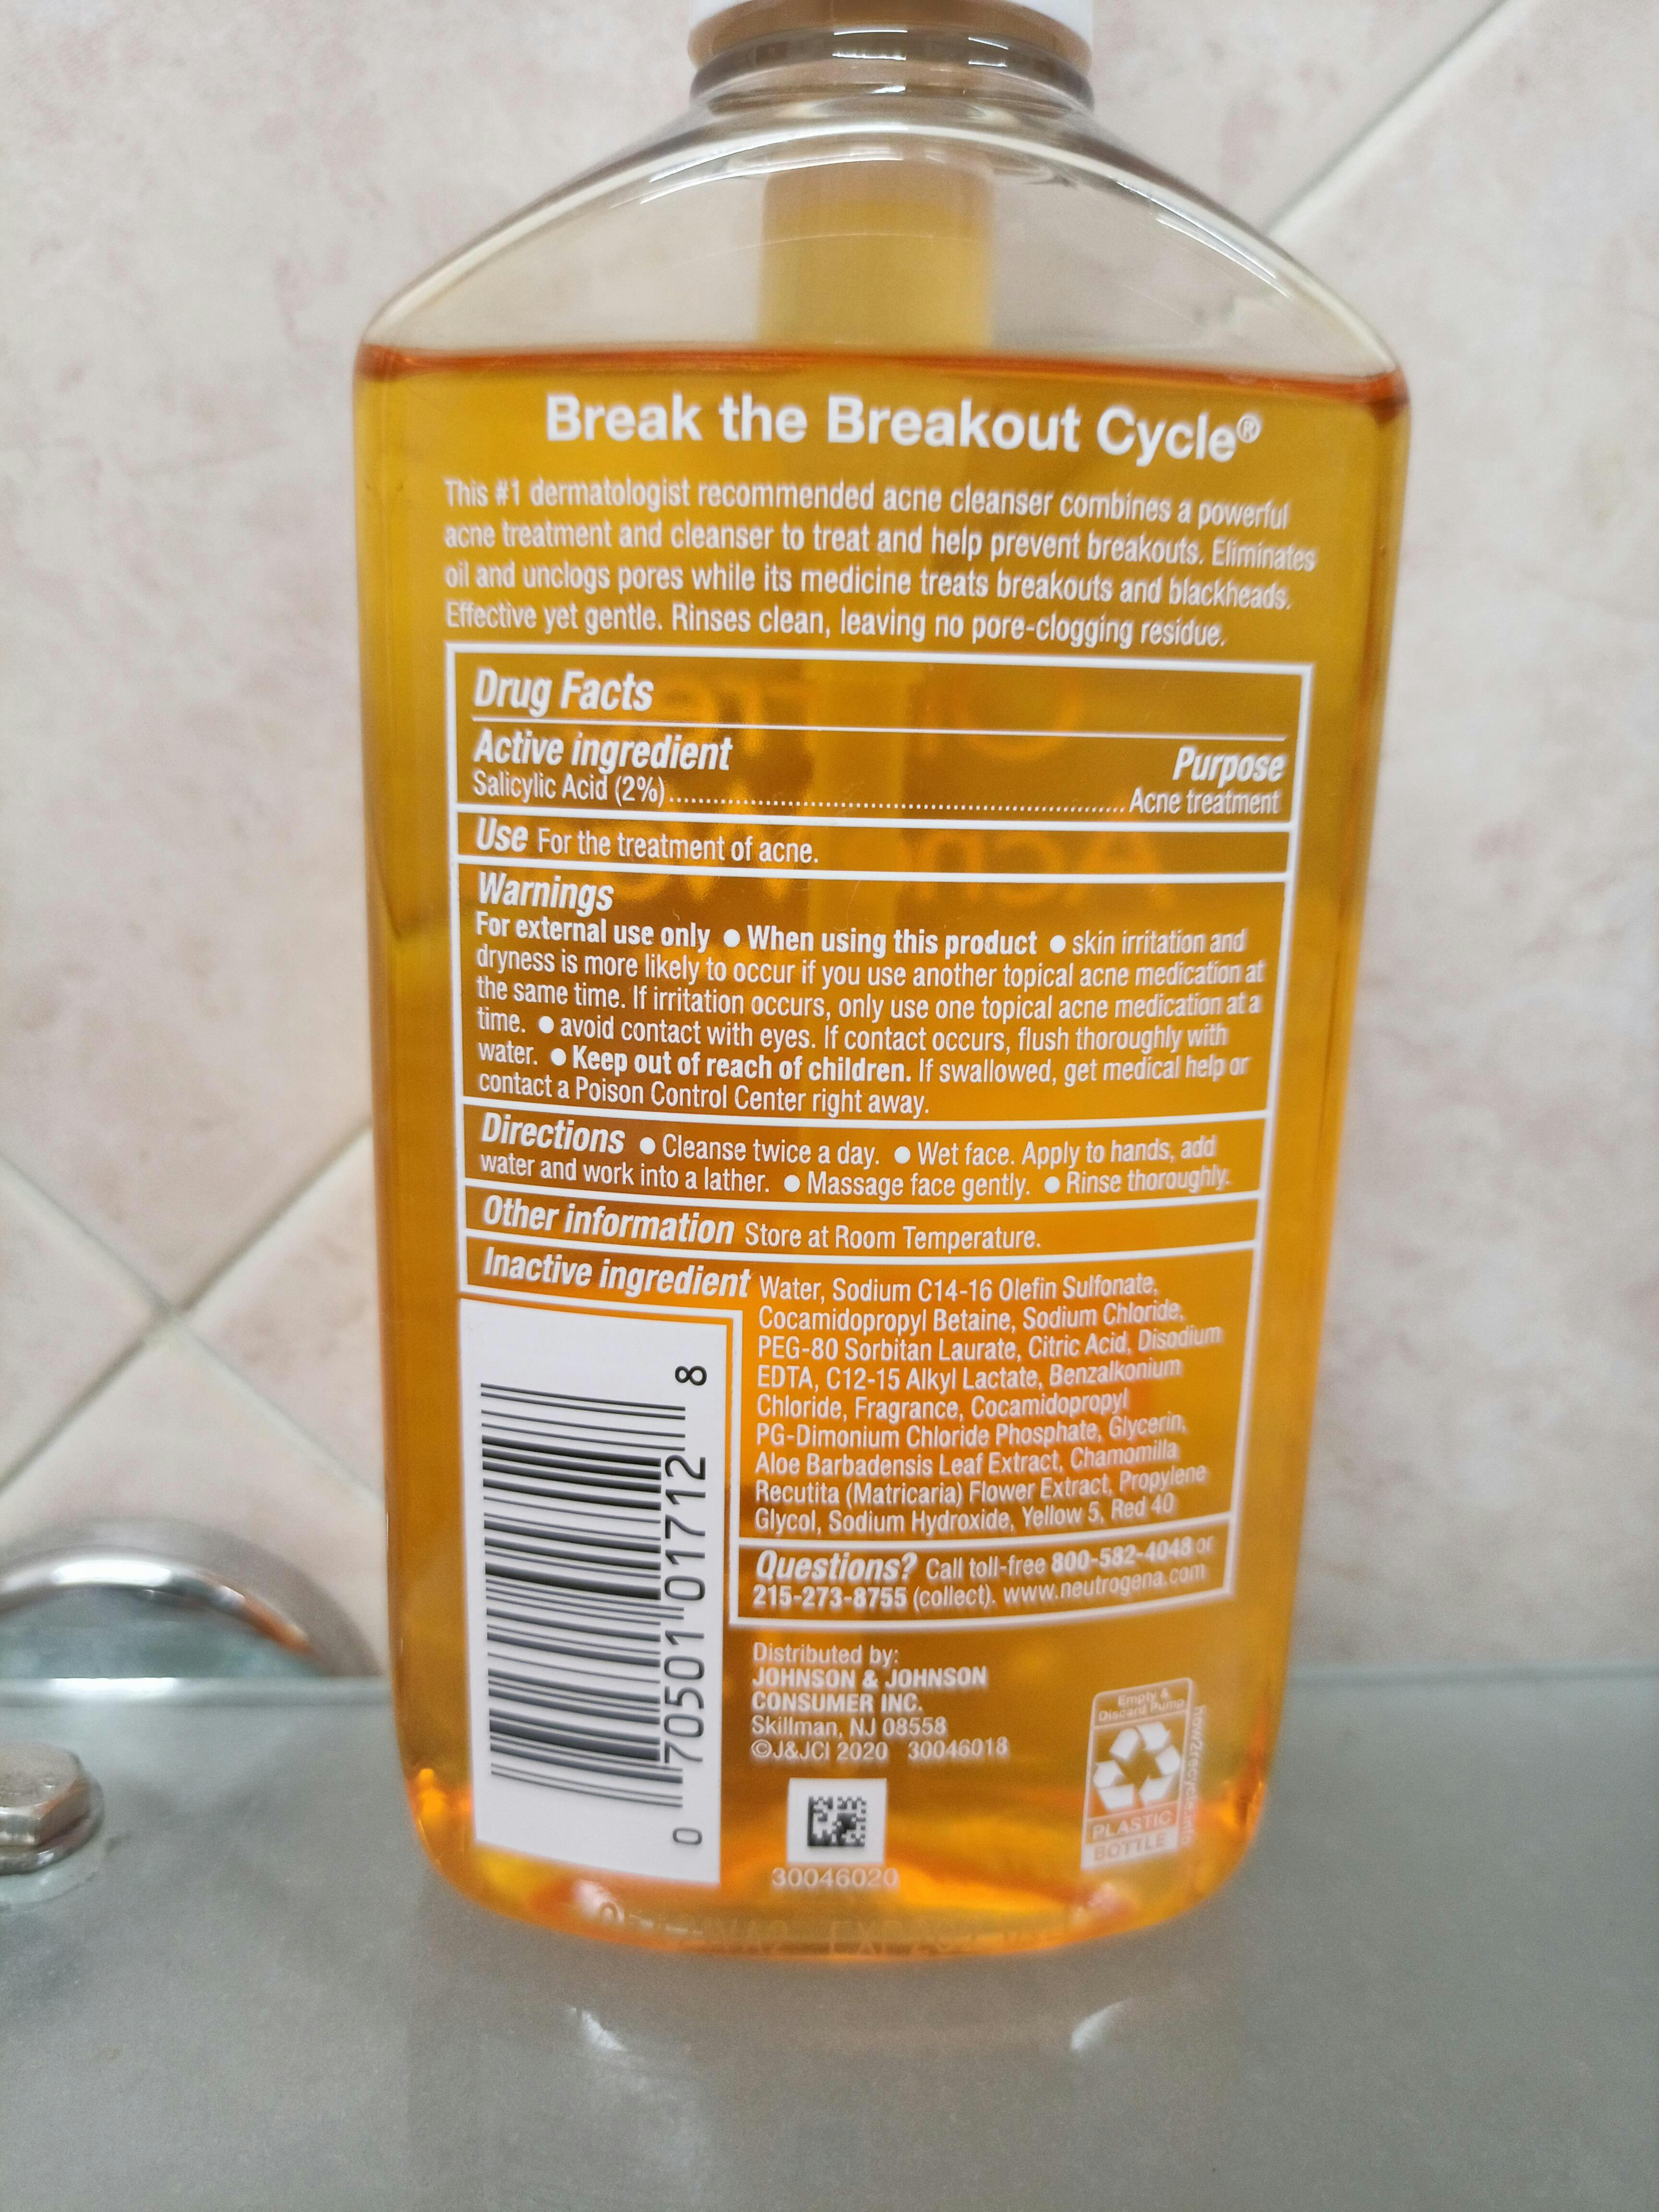 Break the Breakout Cycle®
This #1 dermatologist recommended acne cleanser combines a powerful
acne treatment and cleanser to treat and help prevent breakouts. Eliminates
oil and unclogs pores while its medicine treats breakouts and blackheads.
Effective yet gentle. Rinses clean, leaving no pore-clogging residue.
Drug Facts
Active ingredient Purpose
Salicylic Acid (2%)........................................................................Acne treatment
Use For the treatment of acne.
Warnings
For external use only ● When using this product ● skin irritation and
dryness is more likely to occur if you use another topical acne medication at
the same time. If irritation occurs, only use one topical acne medication at a
time. ● avoid contact with eyes. If contact occurs, flush thoroughly with
water. ● Keep out of reach of children. If swallowed, get medical help or
contact a Poison Control Center right away.
Directions ● Cleanse twice a day. ● Wet face. Apply to hands, add
water and work into a lather. ● Massage face gently. ● Rinse thoroughly.
Other information Store at Room Temperature.
Inactive ingredient Water, Sodium C14-16 Olefin Sulfonate,
Cocamidopropyl Betaine, Sodium Chloride,
PEG-80 Sorbitan Laurate, Citric Acid, Disodium
EDTA, C12-15 Alkyl Lactate, Benzalkonium
Chloride, Fragrance, Cocamidopropyl
PG-Dimonium Chloride Phosphate, Glycerin,
Aloe Barbadensis Leaf Extract, Chamomilla
Recutita (Matricaria) Flower Extract, Propylene
Glycol, Sodium Hydroxide, Yellow 5, Red 40
Questions? Call toll-free 800-582-4048 or
215-273-8755 (collect). www.neutrogena.com
0 70501 01712 8
Distributed by:
JOHNSON & JOHNSON
CONSUMER INC.
Skillman, NJ 08558
©J&JCI 2020 30046018
30046020
Empty &
Discard Pump
PLASTIC
BOTTLE
how2recycle.info